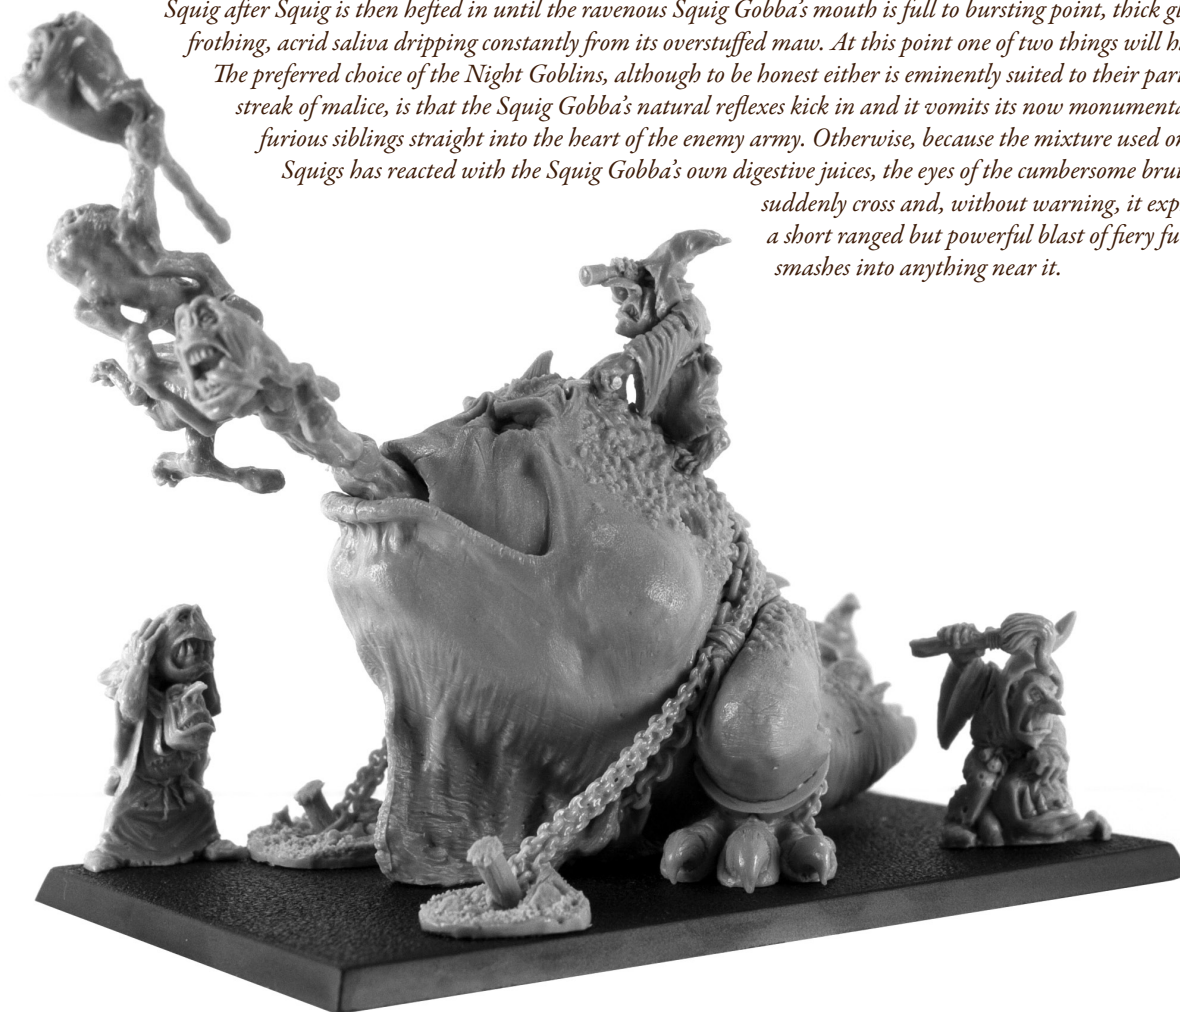 Squig after Squig is then hefted in until the ravenous Squig Gobba's mouth is full to bursting point, thick
frothing, acrid saliva dripping constantly from its overstuffed maw. At this point one of two things will
The preferred choice of the Night Goblins, although to be honest either is eminently suited to their
streak of malice, is that the Squig Gobba's natural reflexes kick in and it vomits its now
furious siblings straight into the heart of the enemy army. Otherwise, because the mixture used
Squigs has reacted with the Squig Gobba's own digestive juices, the eyes of the cumbersome
suddenly cross and, without warning, it
a short ranged but powerful blast of fiery
smashes into anything near it.